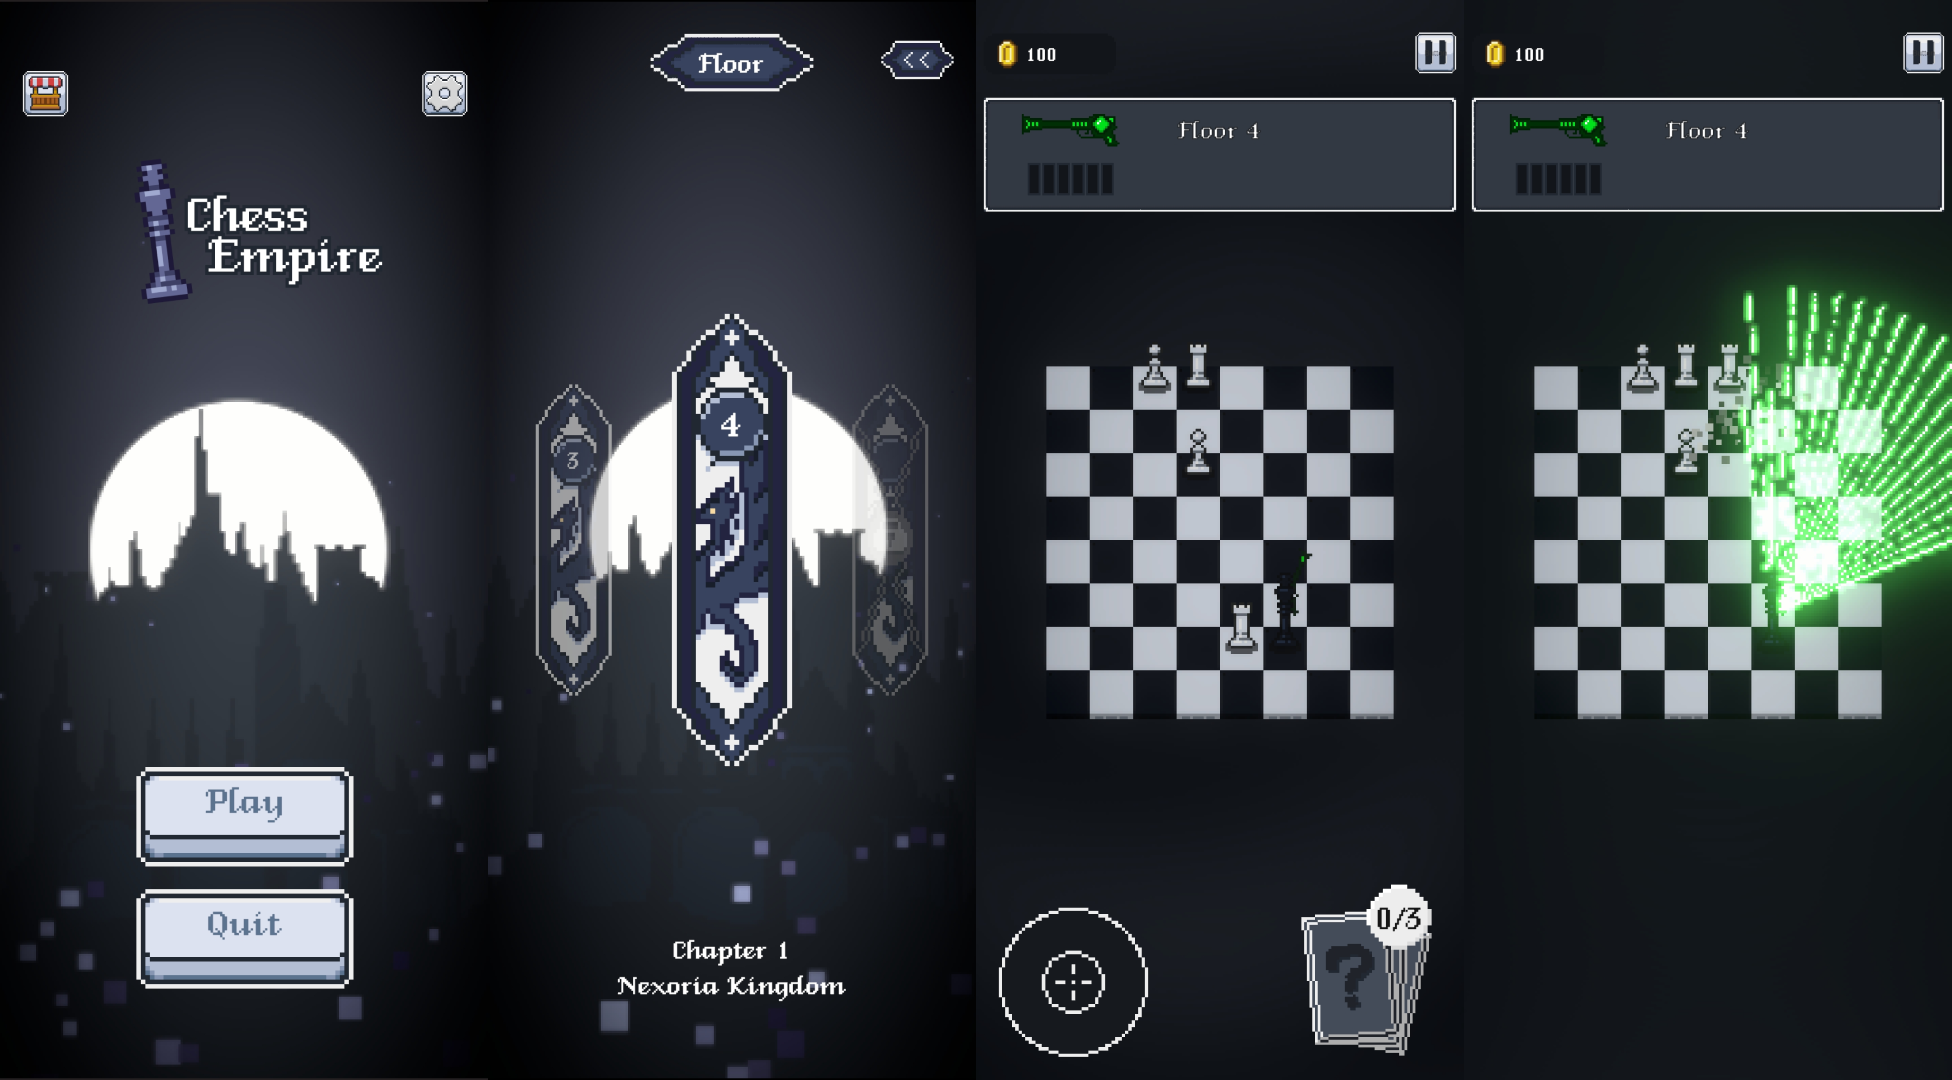 Chess
Empire
Play
Quit
Floor
<<
3
4
Chapter 1
Nexoria Kingdom
100
Floor 4
0/3
?
100
Floor 4